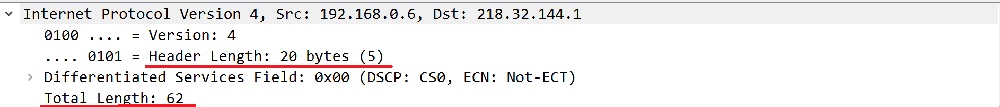 Internet Protocol Version 4, Src: 192.168.0.6, Dst: 218.32.144.1
0100 .... = Version: 4
.... 0101 = Header Length: 20 bytes (5)
Differentiated Services Field: 0x00 (DSCP: CS0, ECN: Not-ECT)
Total Length: 62